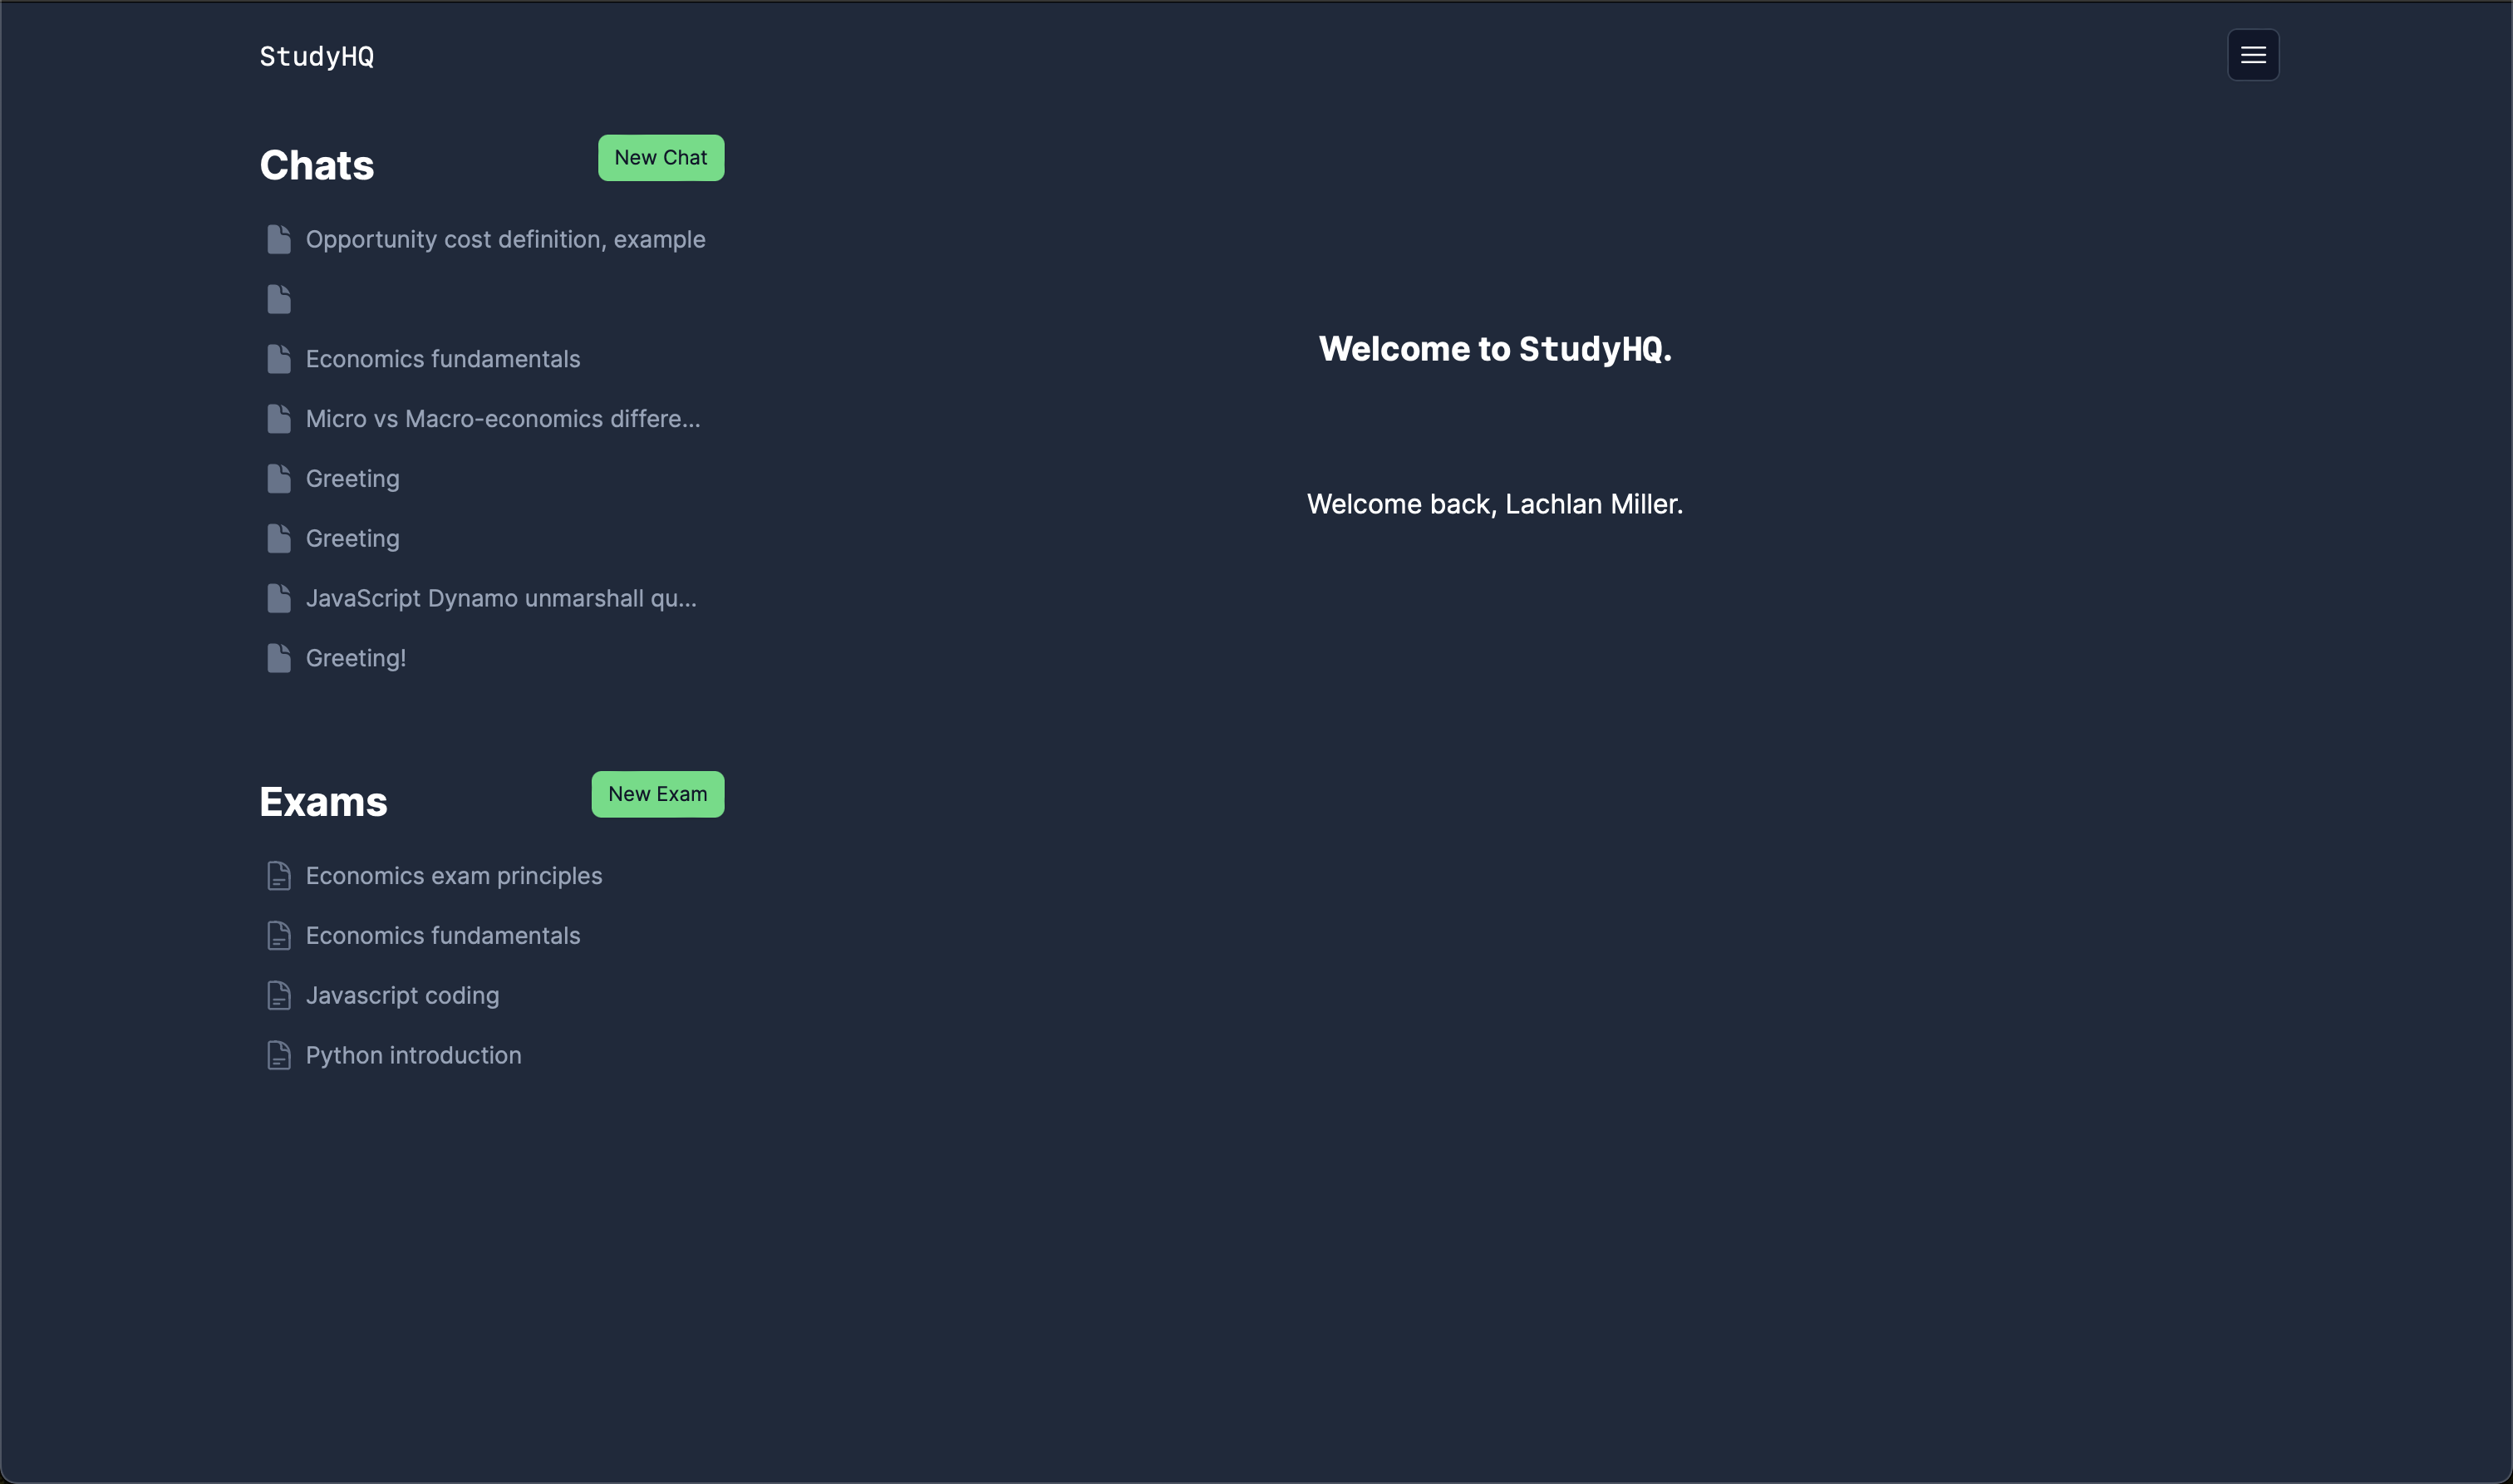 StudyHQ
Chats
New Chat
Opportunity cost definition, example
Economics fundamentals
Micro vs Macro-economics differe...
Greeting
Greeting
JavaScript Dynamo unmarshall qu...
Greeting!
Exams
New Exam
Economics exam principles
Economics fundamentals
Javascript coding
Python introduction
Welcome to StudyHQ.
Welcome back, Lachlan Miller.